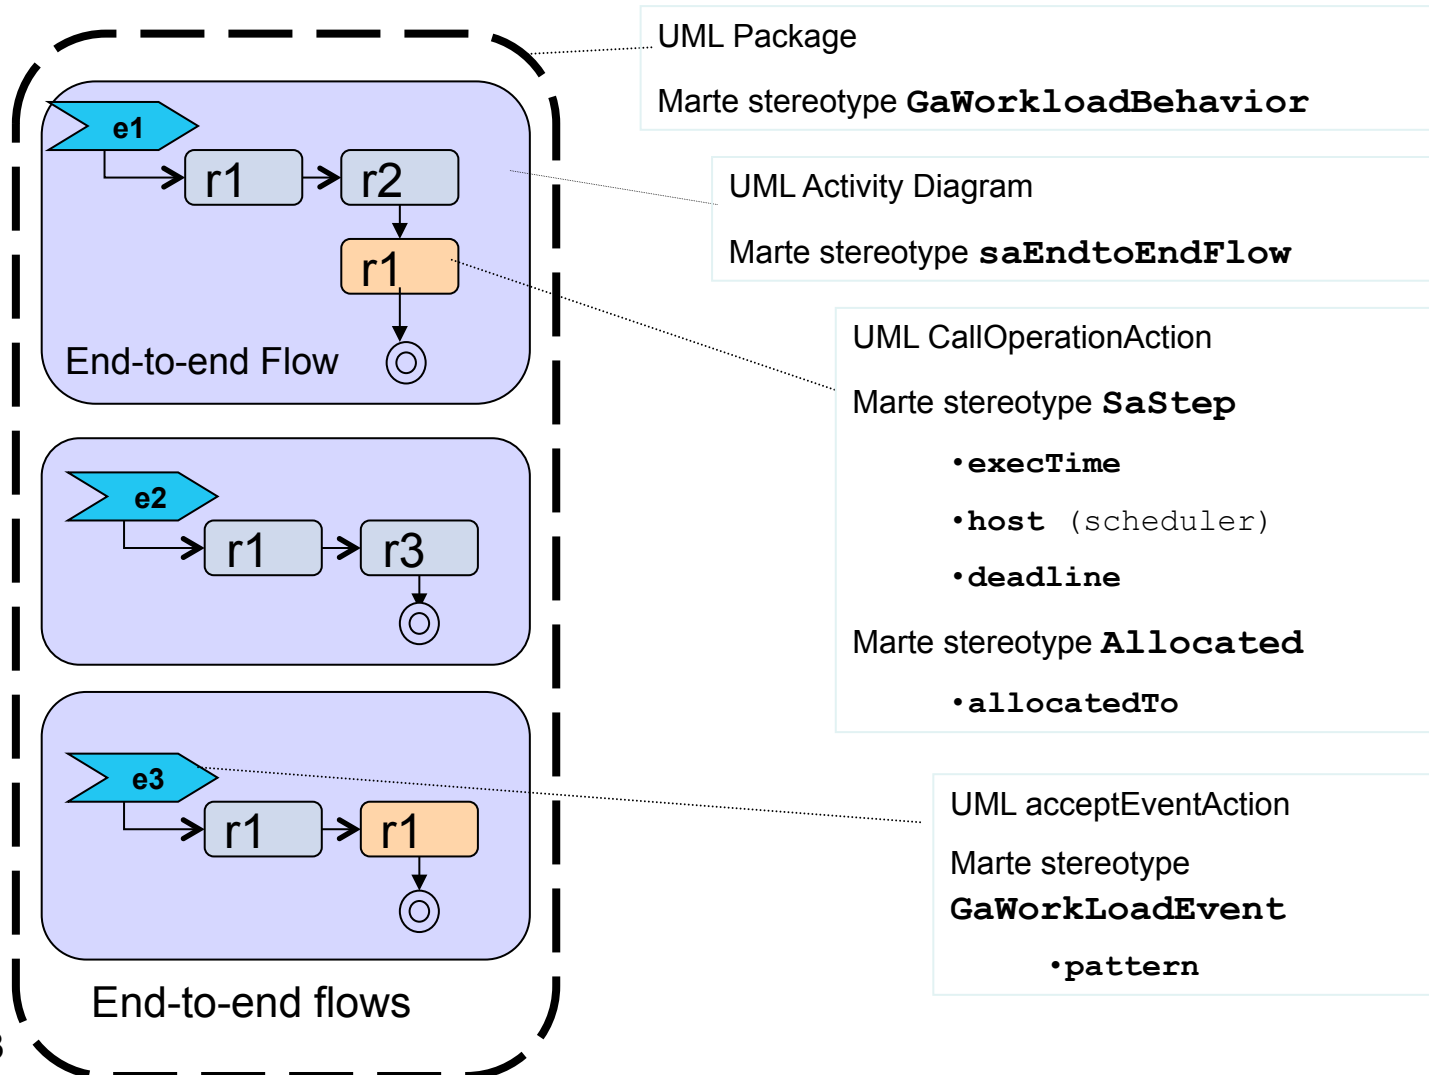 UML Package
Marte stereotype GaWorkloadBehavior
e1
r1
r2
r1
End-to-end Flow
UML Activity Diagram
Marte stereotype saEndtoEndFlow
UML CallOperationAction
Marte stereotype SaStep
•execTime
•host (scheduler)
•deadline
Marte stereotype Allocated
•allocatedTo
e2
r1
r3
e3
r1
r1
UML acceptEventAction
Marte stereotype
GaWorkLoadEvent
•pattern
End-to-end flows